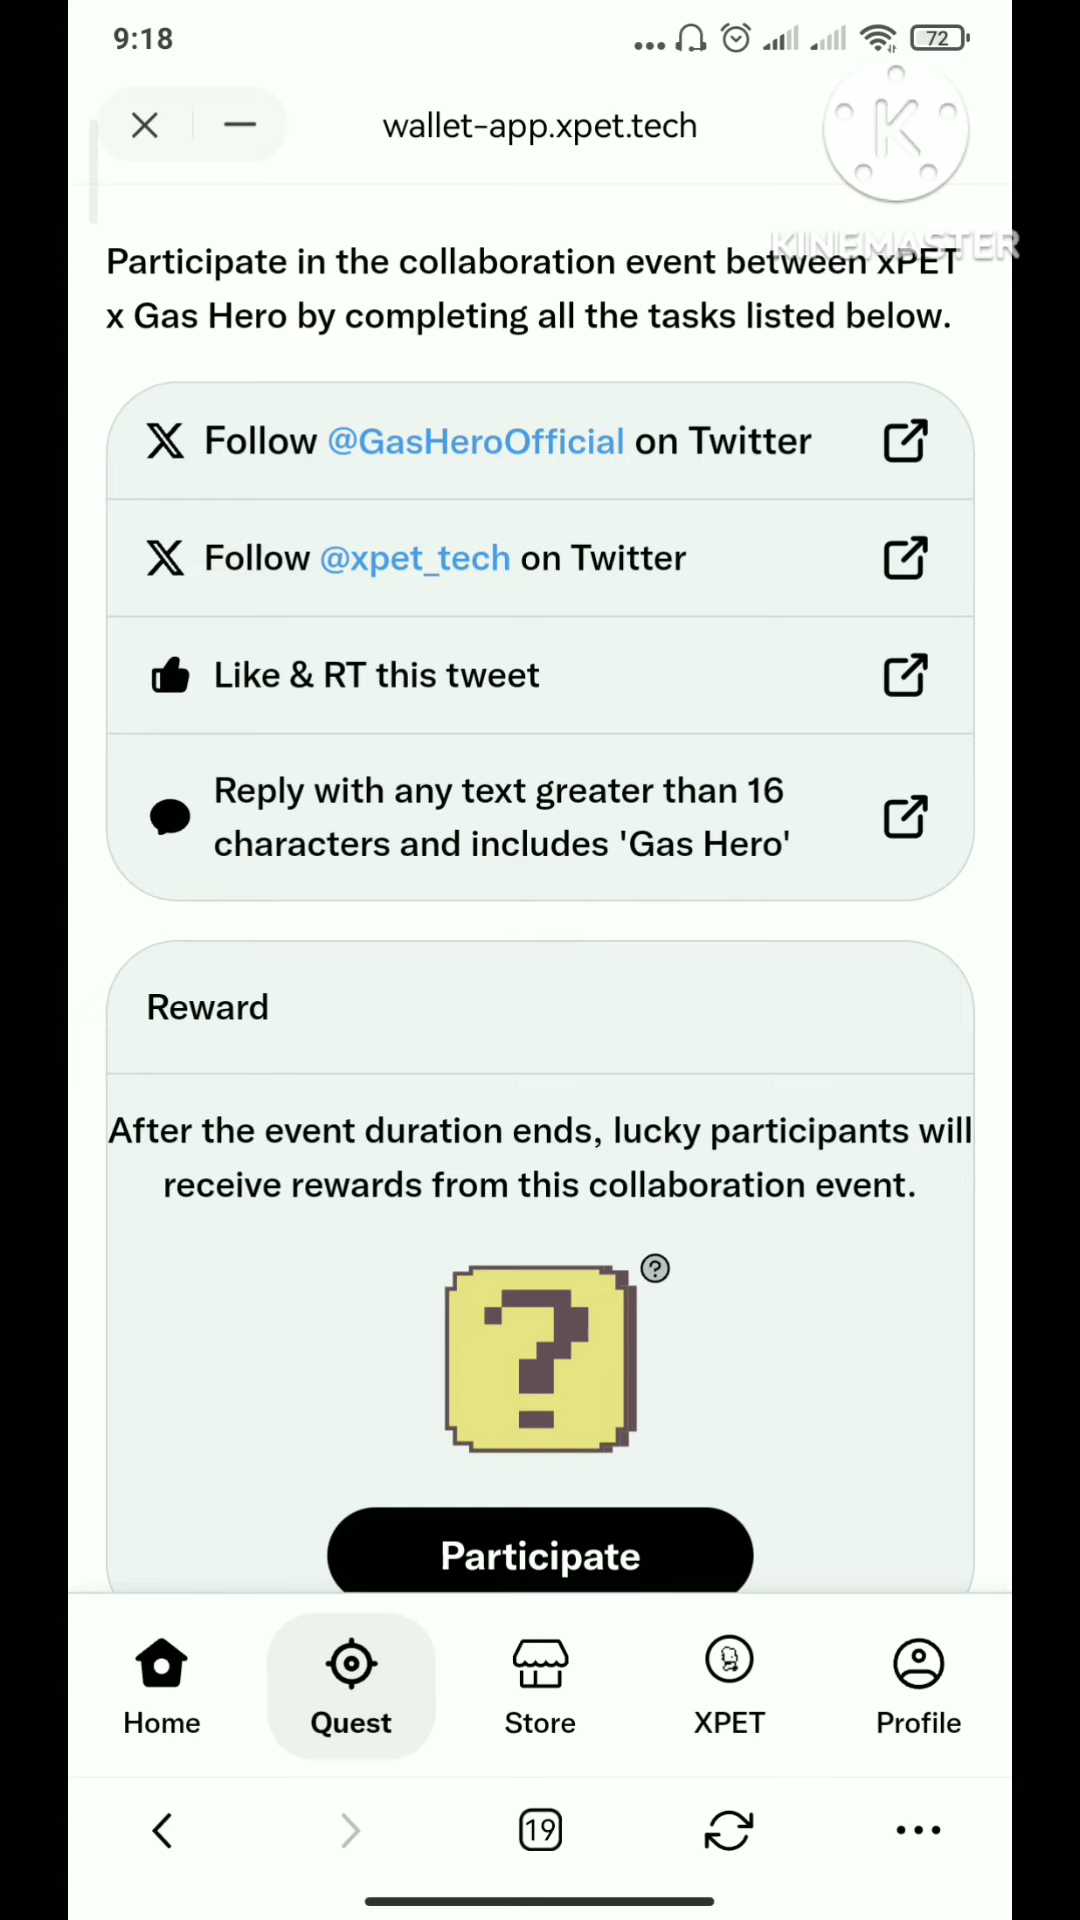 9:18
72
wallet-app.xpet.tech
K
KINEMASTER
Participate in the collaboration event between xPET
x Gas Hero by completing all the tasks listed below.
Follow @GasHeroOfficial on Twitter
Follow @xpet_tech on Twitter
Like & RT this tweet
Reply with any text greater than 16
characters and includes 'Gas Hero'
Reward
After the event duration ends, lucky participants will
receive rewards from this collaboration event.
?
?
Participate
Home
Quest
Store
XPET
Profile
19